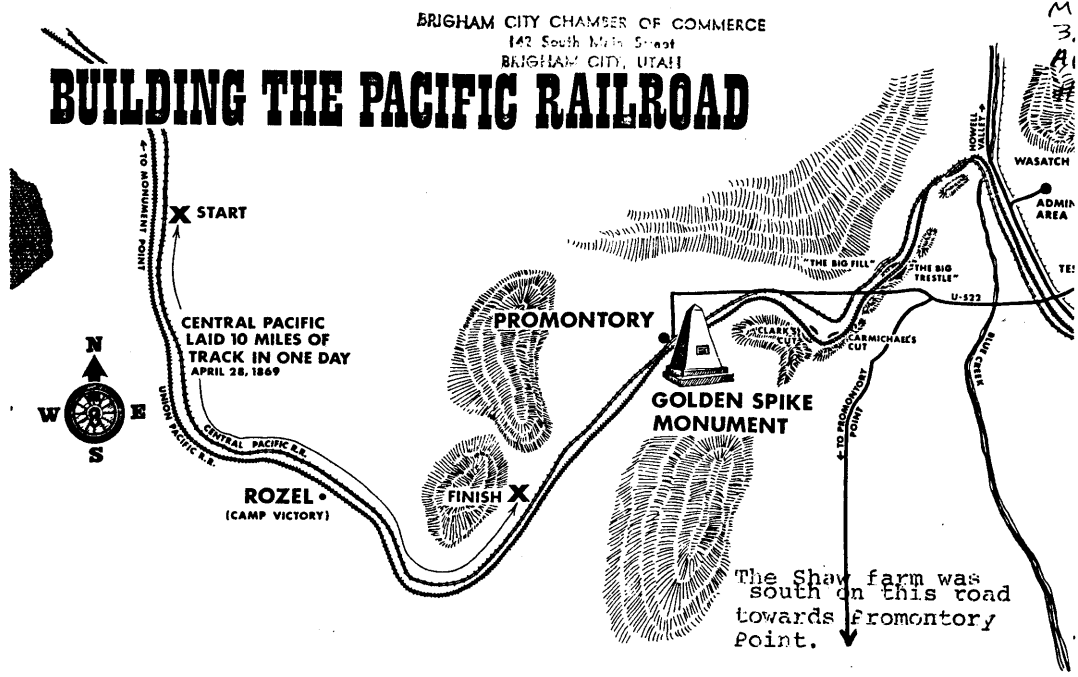 BRIGHAM CITY CHAMBER OF COMMERCE
142 South Main Street
BRIGHAM CITY, UTAH
BUILDING THE PACIFIC RAILROAD
M
3.
←TO MONUMENT POINT
X START
CENTRAL PACIFIC
LAID 10 MILES OF
TRACK IN ONE DAY
APRIL 28, 1869
N
W E
S
UNION PACIFIC R.R.
CENTRAL PACIFIC R.R.
ROZEL
(CAMP VICTORY)
FINISH X
PROMONTORY
GOLDEN SPIKE
MONUMENT
"THE BIG FILL"
"THE BIG
TRESTLE"
CLARK'S
CUT
CARMICHAEL'S
CUT
U-522
HOWELL
VALLEY→
WASATCH
ADMIN
AREA
TES
BLUE CREEK
←TO PROMONTORY
POINT
The Shaw farm was
south on this road
towards Promontory
Point.